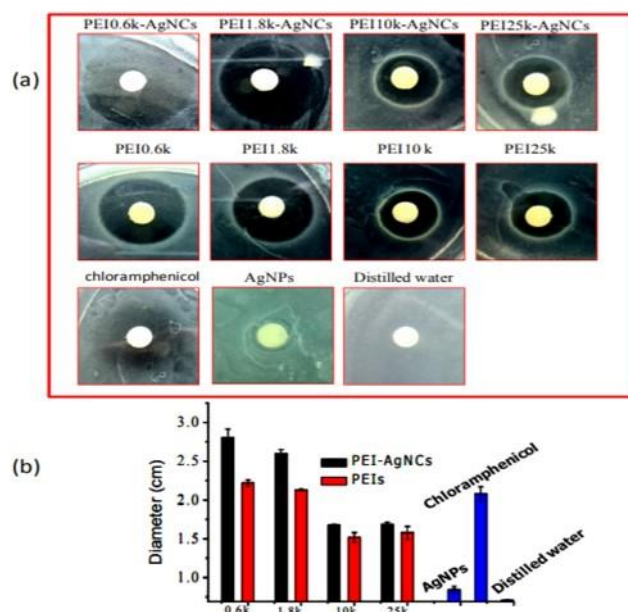 PEI0.6k-AgNCs PEI1.8k-AgNCs PEI10k-AgNCs PEI25k-AgNCs
(a)
PEI0.6k PEI1.8k PEI10 k PEI25k
chloramphenicol AgNPs Distilled water
(b)
Diameter (cm)
3.0
2.5
2.0
1.5
1.0
PEI-AgNCs
PEIs
AgNPs
Chloramphenicol
Distilled water
0.6k 1.8k 10k 25k